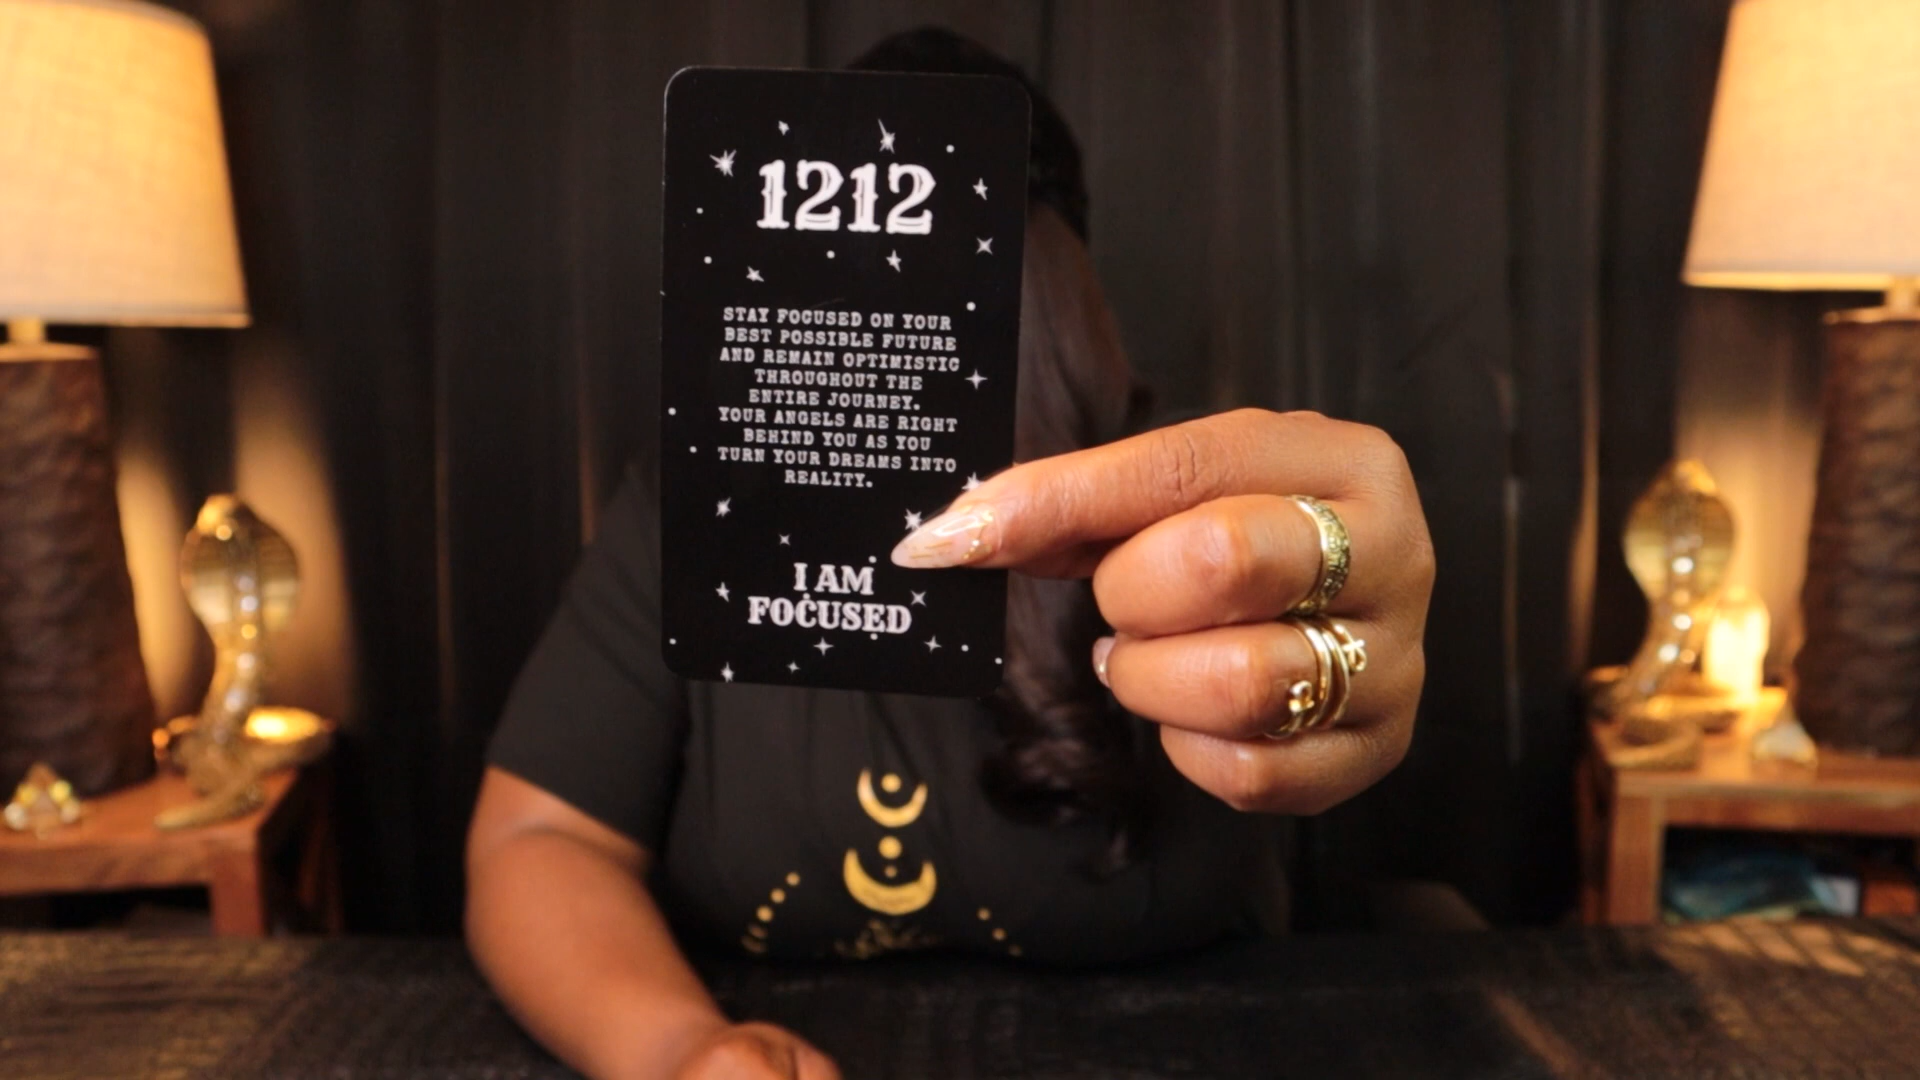 1212
STAY FOCUSED ON YOUR
BEST POSSIBLE FUTURE
AND REMAIN OPTIMISTIC
THROUGHOUT THE
ENTIRE JOURNEY.
YOUR ANGELS ARE RIGHT
BEHIND YOU AS YOU
TURN YOUR DREAMS INTO
REALITY.
I AM
FOCUSED